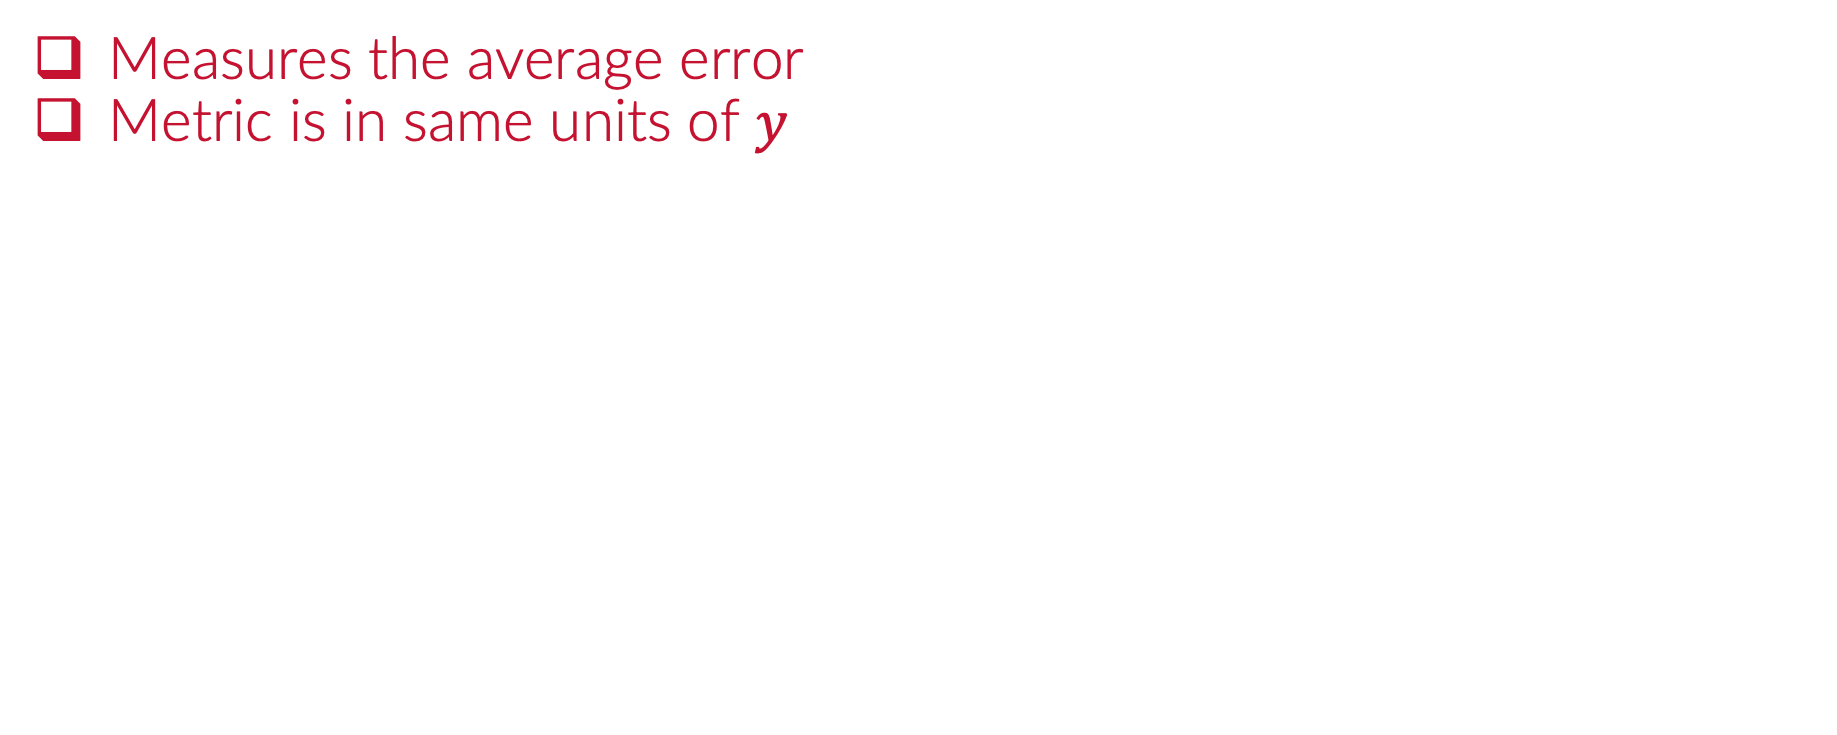 ❑ Measures the average error
❑ Metric is in same units of y